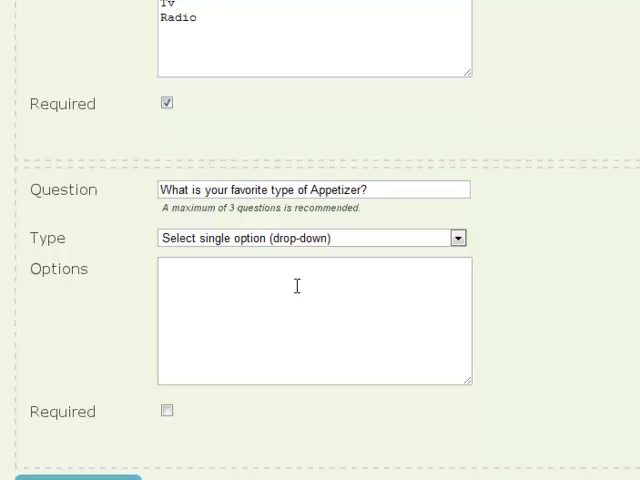 Tv
Radio
Required
Question
What is your favorite type of Appetizer?
A maximum of 3 questions is recommended.
Type
Select single option (drop-down)
Options
Required